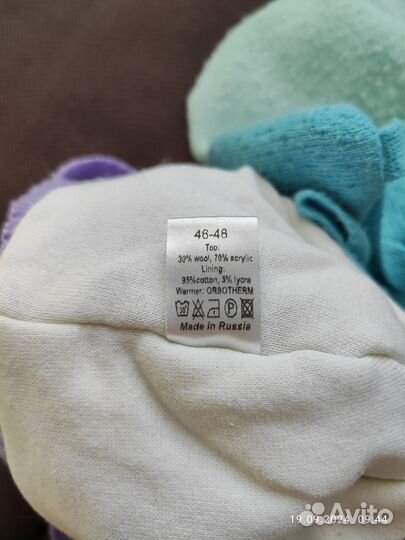 46-48
Top:
30% wool, 70% acrylic
Lining:
95%cotton, 5% lycra
Warmer: ORSOTHERM
Made in Russia
Avito
19.09.2024 09:44